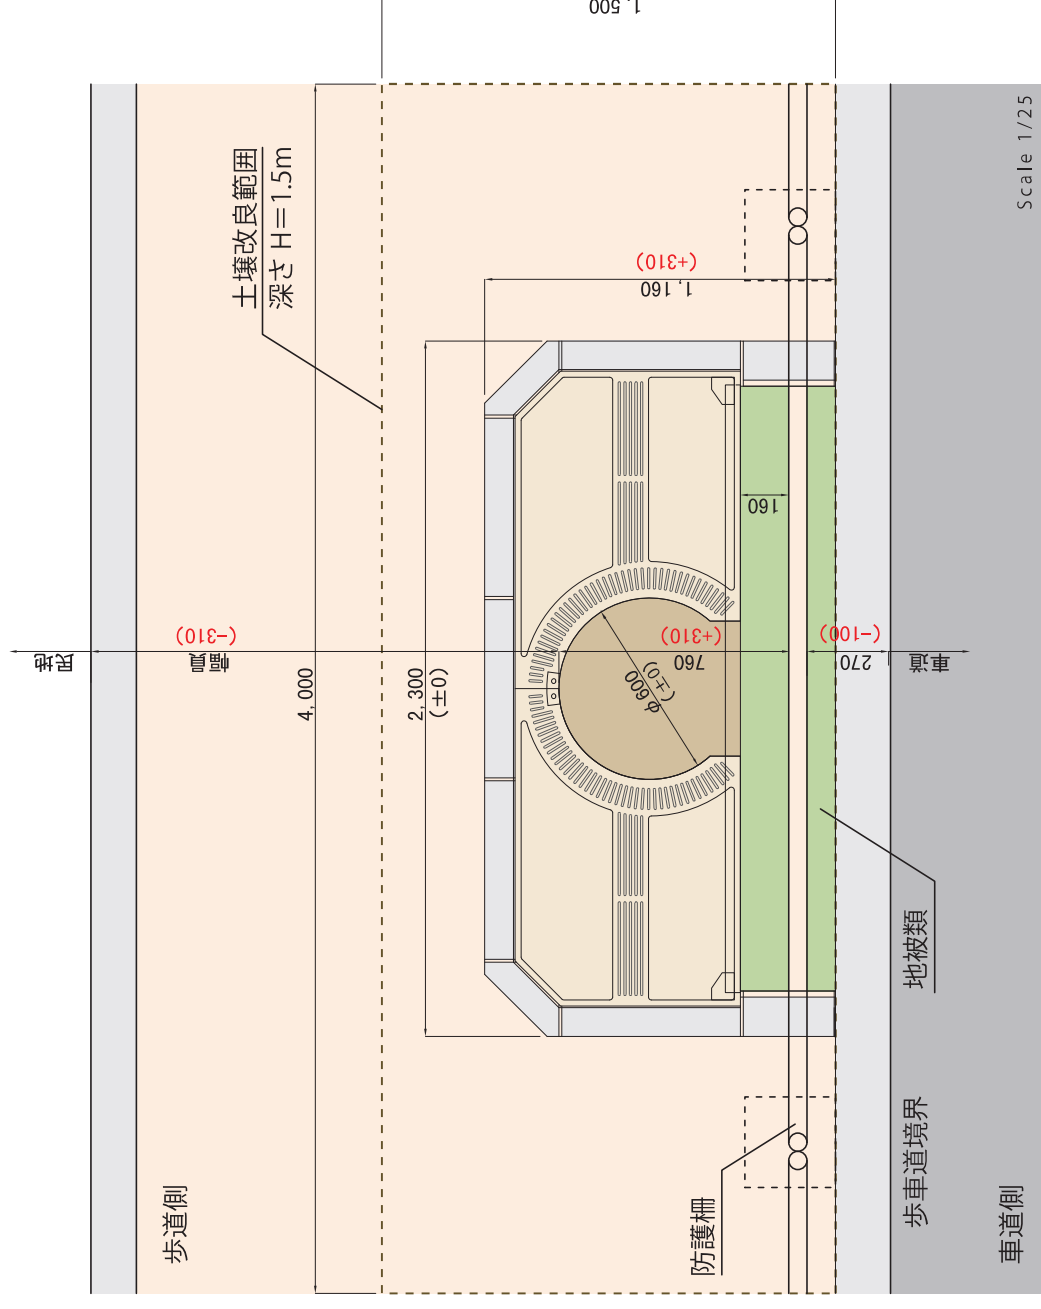 1,500
土壌改良範囲
深さ H＝1.5m
Scale 1/25
(+310)
1,160
160
民地
(−310)
幅員
4,000
2,300
(±0)
φ600
(±0)
(+310)
760
(−100)
270
車道
地被類
防護柵
歩車道境界
歩道側
車道側